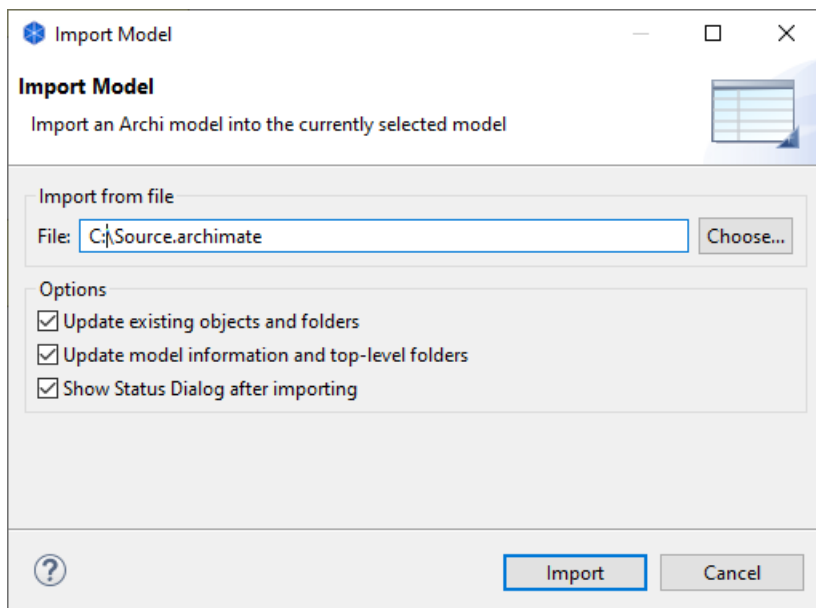 Import Model
Import Model
Import an Archi model into the currently selected model
Import from file
File: C:\Source.archimate Choose...
Options
Update existing objects and folders
Update model information and top-level folders
Show Status Dialog after importing
? Import Cancel